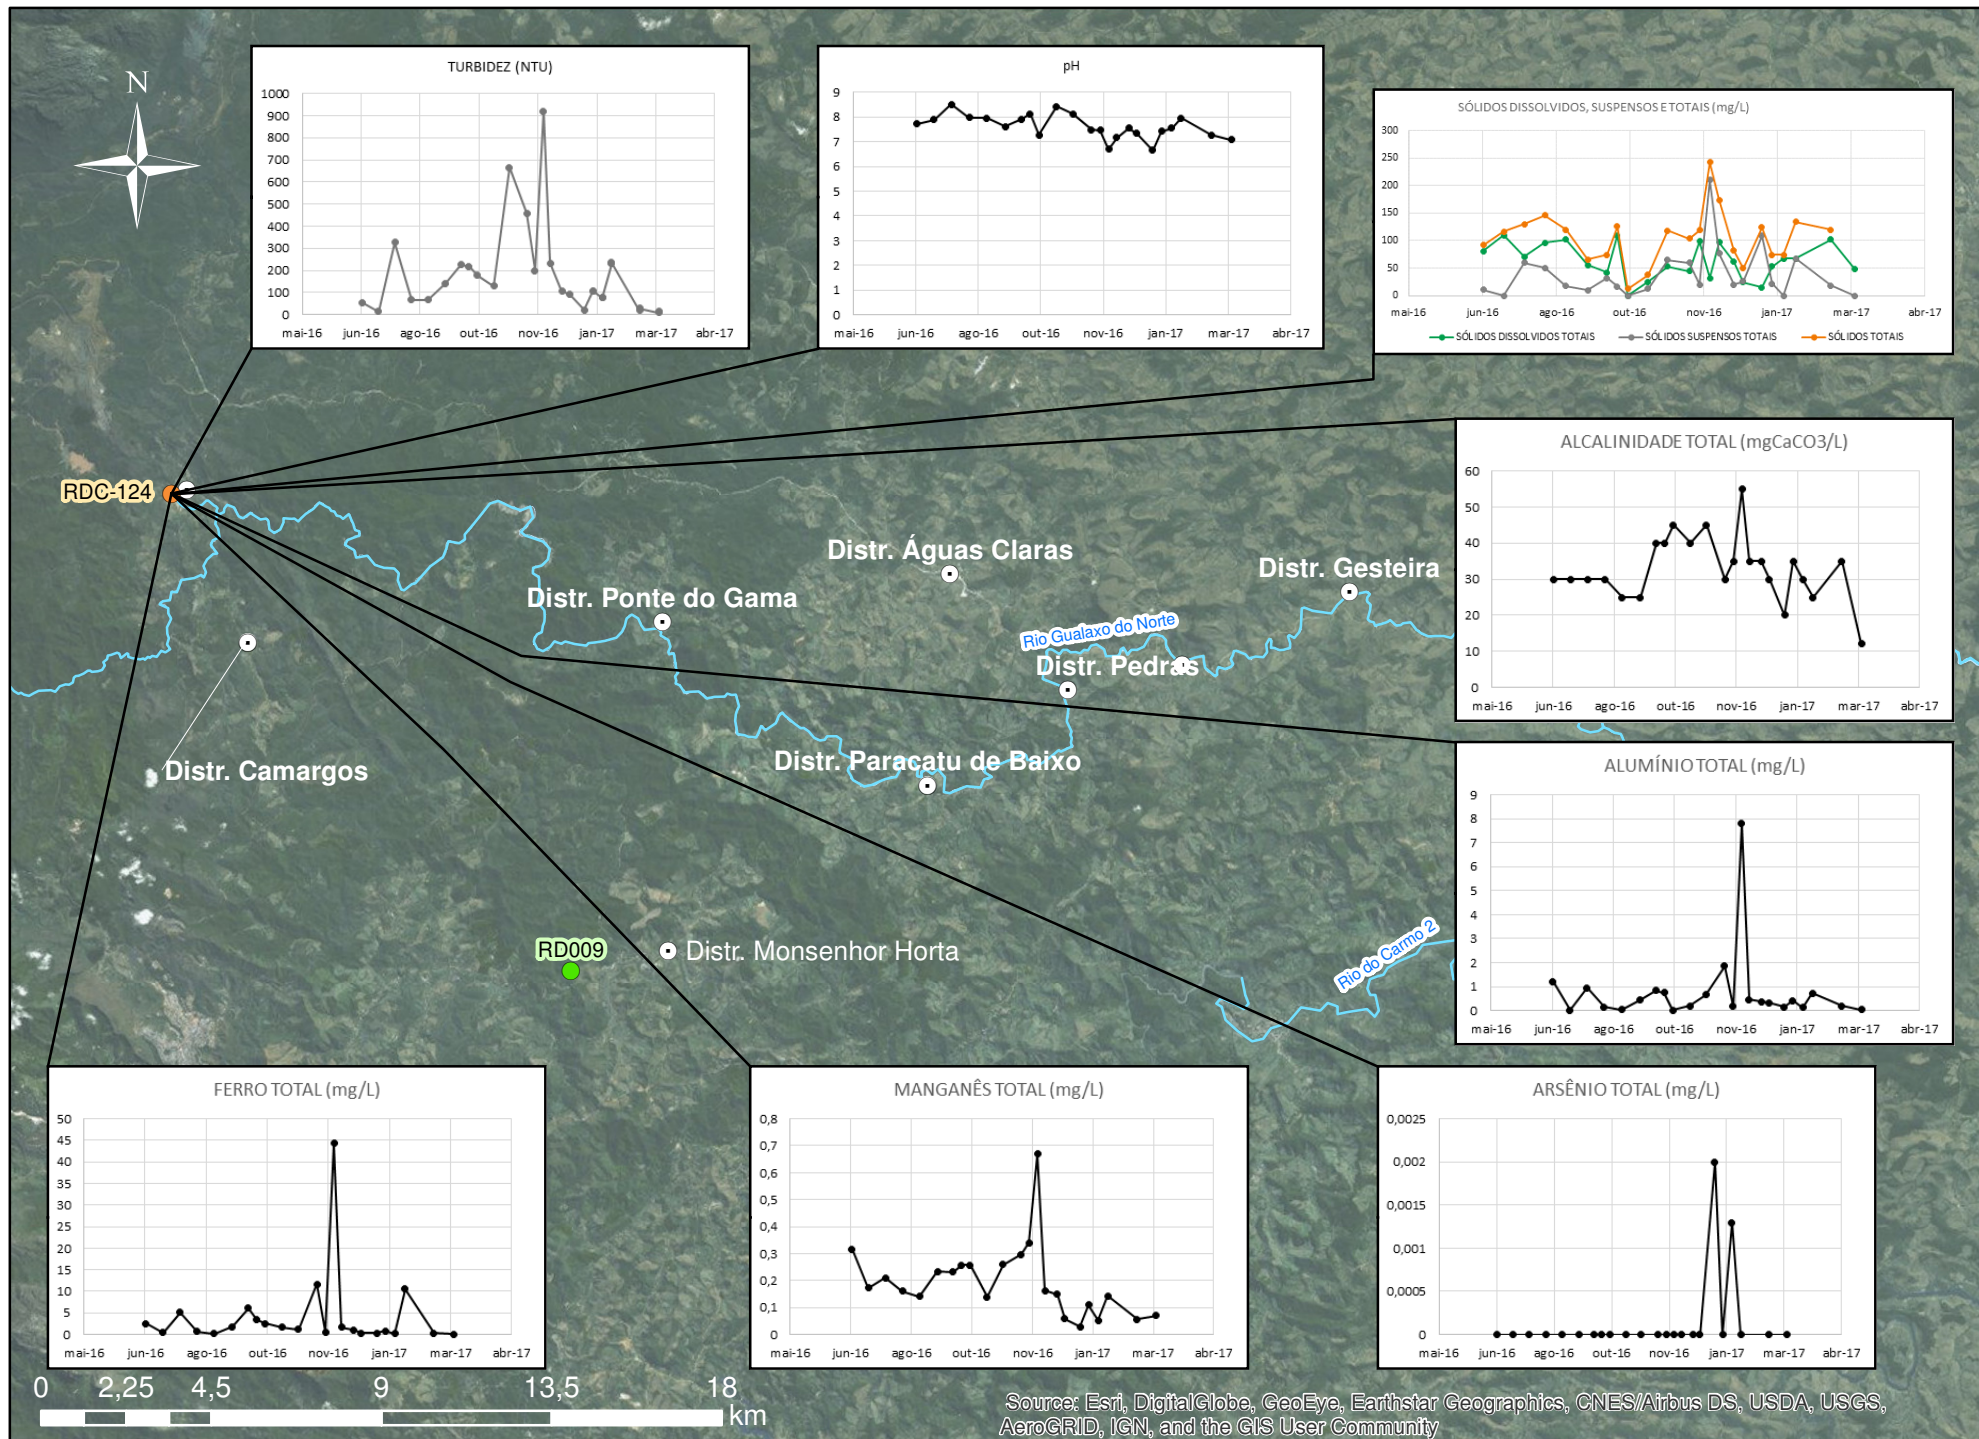 TURBIDEZ (NTU)
1000
900
800
700
600
500
400
300
200
100
0
mai-16 jun-16 ago-16 out-16 nov-16 jan-17 mar-17 abr-17
pH
9
8
7
6
5
4
3
2
1
0
mai-16 jun-16 ago-16 out-16 nov-16 jan-17 mar-17 abr-17
SÓLIDOS DISSOLVIDOS, SUSPENSOS E TOTAIS (mg/L)
300
250
200
150
100
50
0
mai-16 jun-16 ago-16 out-16 nov-16 jan-17 mar-17 abr-17
SÓLIDOS DISSOLVIDOS TOTAIS SÓLIDOS SUSPENSOS TOTAIS SÓLIDOS TOTAIS
N
ALCALINIDADE TOTAL (mgCaCO3/L)
60
50
40
30
20
10
0
mai-16 jun-16 ago-16 out-16 nov-16 jan-17 mar-17 abr-17
RDC-124
Distr. Águas Claras
Distr. Gesteira
Distr. Ponte do Gama
Rio Gualaxo do Norte
Distr. Pedras
Distr. Paracatu de Baixo
Distr. Camargos
ALUMÍNIO TOTAL (mg/L)
9
8
7
6
5
4
3
2
1
0
mai-16 jun-16 ago-16 out-16 nov-16 jan-17 mar-17 abr-17
RD009
Distr. Monsenhor Horta
Rio do Carmo 2
FERRO TOTAL (mg/L)
50
45
40
35
30
25
20
15
10
5
0
mai-16 jun-16 ago-16 out-16 nov-16 jan-17 mar-17 abr-17
MANGANÊS TOTAL (mg/L)
0,8
0,7
0,6
0,5
0,4
0,3
0,2
0,1
0
mai-16 jun-16 ago-16 out-16 nov-16 jan-17 mar-17 abr-17
ARSÊNIO TOTAL (mg/L)
0,0025
0,002
0,0015
0,001
0,0005
0
mai-16 jun-16 ago-16 out-16 nov-16 jan-17 mar-17 abr-17
0 2,25 4,5 9 13,5 18
km
Source: Esri, DigitalGlobe, GeoEye, Earthstar Geographics, CNES/Airbus DS, USDA, USGS,
AeroGRID, IGN, and the GIS User Community